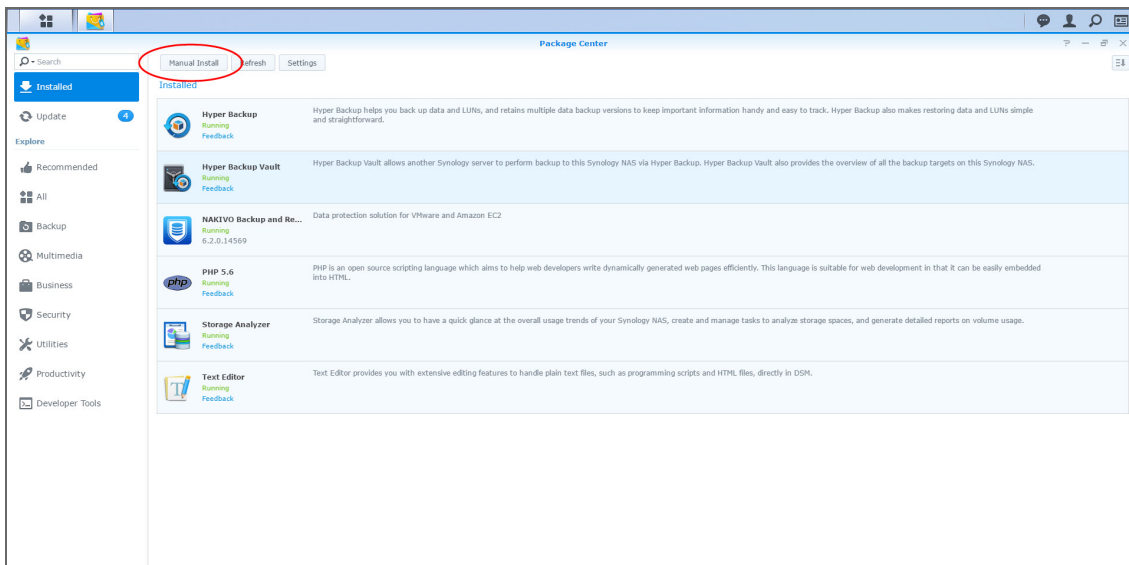 Package Center
Search
Manual Install
Refresh
Settings
Installed
Installed
Update
4
Explore
Recommended
All
Backup
Multimedia
Business
Security
Utilities
Productivity
Developer Tools
Hyper Backup
Running
Feedback
Hyper Backup helps you back up data and LUNs, and retains multiple data backup versions to keep important information handy and easy to track. Hyper Backup also makes restoring data and LUNs simple
and straightforward.
Hyper Backup Vault
Running
Feedback
Hyper Backup Vault allows another Synology server to perform backup to this Synology NAS via Hyper Backup. Hyper Backup Vault also provides the overview of all the backup targets on this Synology NAS.
NAKIVO Backup and Re...
Running
6.2.0.14569
Data protection solution for VMware and Amazon EC2
php
PHP 5.6
Running
Feedback
PHP is an open source scripting language which aims to help web developers write dynamically generated web pages efficiently. This language is suitable for web development in that it can be easily embedded
into HTML.
Storage Analyzer
Running
Feedback
Storage Analyzer allows you to have a quick glance at the overall usage trends of your Synology NAS, create and manage tasks to analyze storage spaces, and generate detailed reports on volume usage.
T
Text Editor
Running
Feedback
Text Editor provides you with extensive editing features to handle plain text files, such as programming scripts and HTML files, directly in DSM.